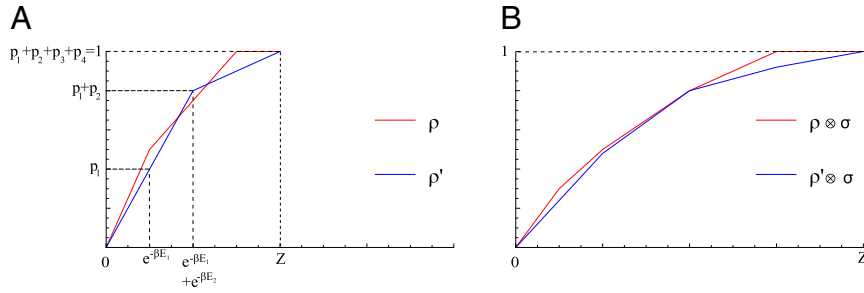 A
p₁+p₂+p₃+p₄=1
p₁+p₂
p₁
0
e^-βE₁
e^-βE₁
+e^-βE₂
Z
ρ
ρ'
B
1
0
Z
ρ ⊗ σ
ρ'⊗ σ